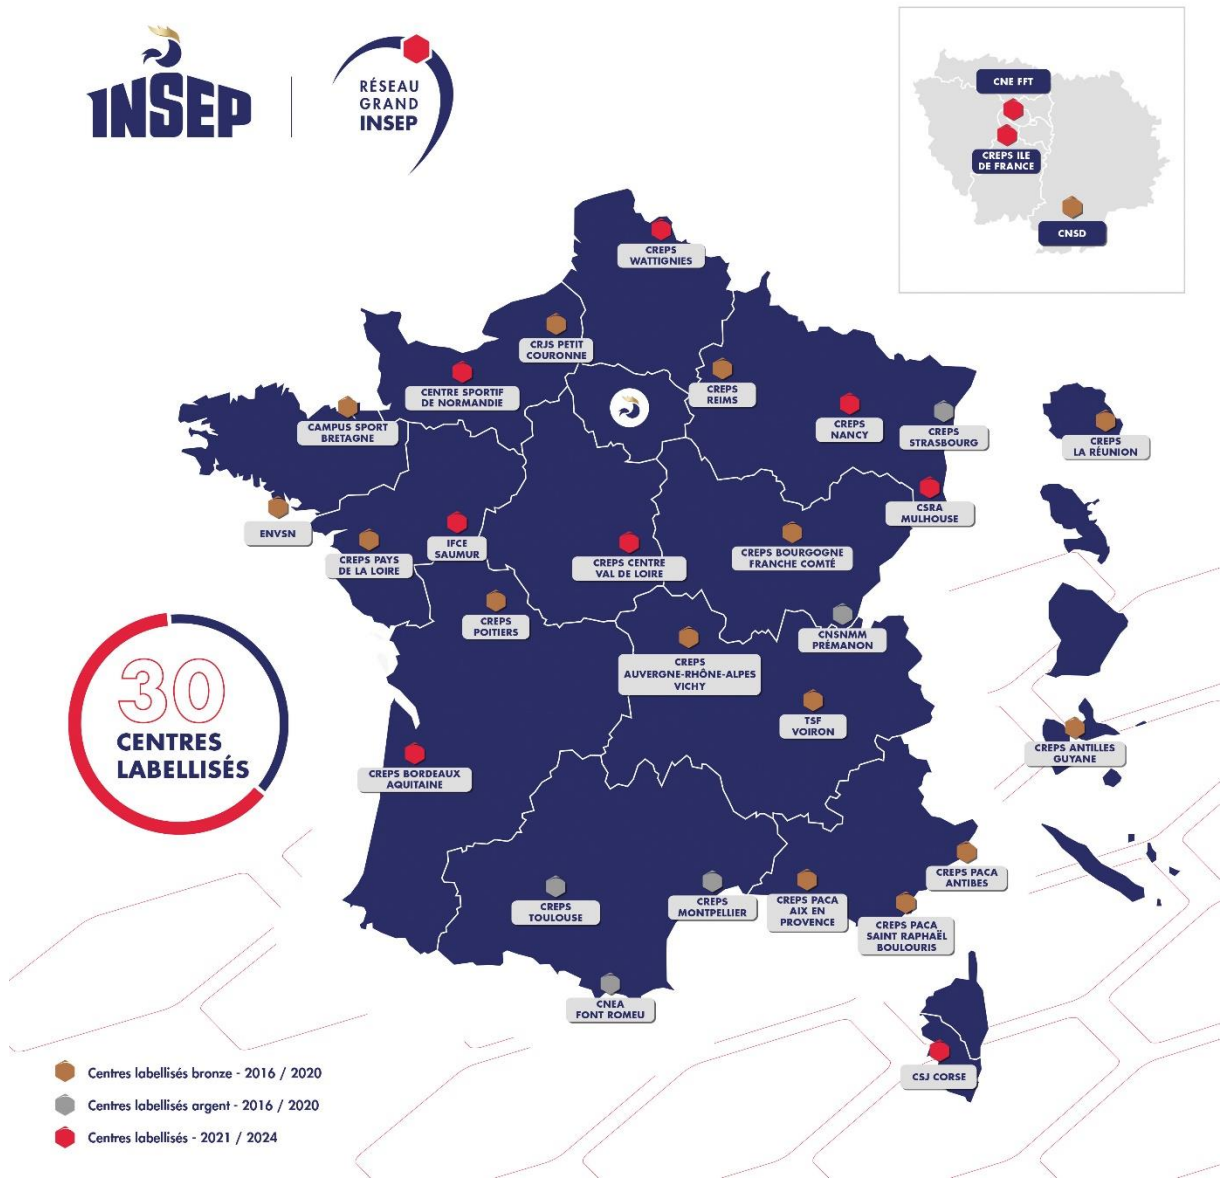 INSEP
RÉSEAU
GRAND
INSEP
CNE FFT
CREPS ILE
DE FRANCE
CNSD
CREPS
WATTIGNIES
CRJS PETIT
COURONNE
CENTRE SPORTIF
DE NORMANDIE
CREPS
REIMS
CAMPUS SPORT
BRETAGNE
CREPS
NANCY
CREPS
STRASBOURG
CREPS
LA RÉUNION
CSRA
MULHOUSE
ENVSN
CREPS PAYS
DE LA LOIRE
IFCE
SAUMUR
CREPS CENTRE
VAL DE LOIRE
CREPS BOURGOGNE
FRANCHE COMTÉ
CREPS
POITIERS
CNSNMM
PRÉMANON
CREPS
AUVERGNE-RHÔNE-ALPES
VICHY
30
CENTRES
LABELLISÉS
TSF
VOIRON
CREPS ANTILLES
GUYANE
CREPS BORDEAUX
AQUITAINE
CREPS PACA
ANTIBES
CREPS
TOULOUSE
CREPS
MONTPELLIER
CREPS PACA
AIX EN
PROVENCE
CREPS PACA
SAINT RAPHAËL
BOULOURIS
CNEA
FONT ROMEU
CSJ CORSE
Centres labellisés bronze - 2016 / 2020
Centres labellisés argent - 2016 / 2020
Centres labellisés - 2021 / 2024